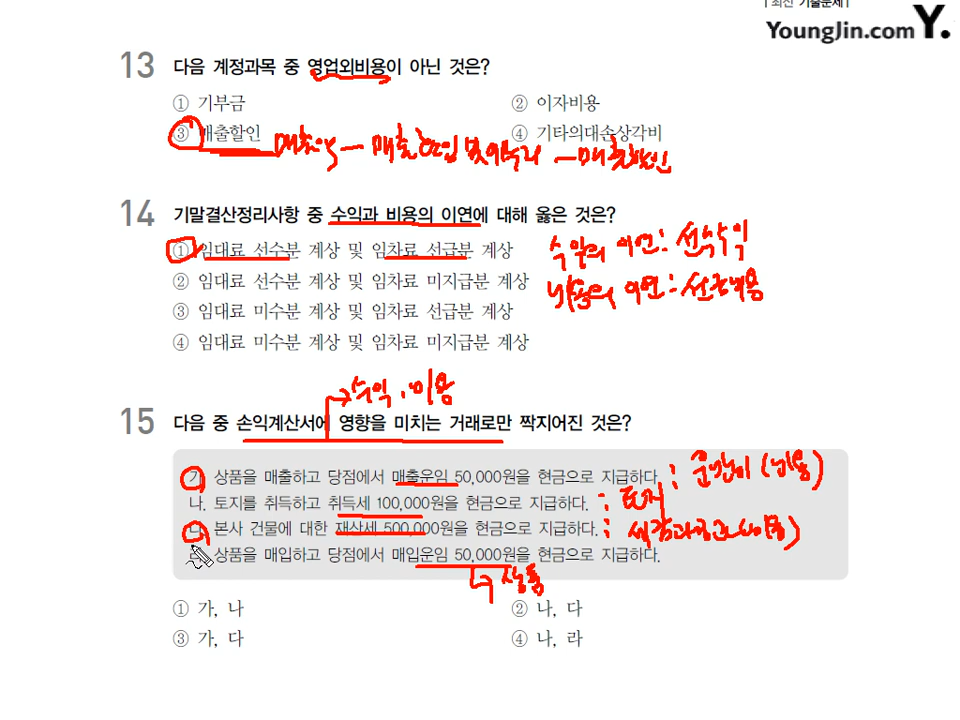 | 최신 기출문제 |
YoungJin.com Y.
13 다음 계정과목 중 영업외비용이 아닌 것은?
① 기부금 ② 이자비용
③ 매출할인 ④ 기타의대손상각비
매출액 - 매출환입 및 에누리 - 매출할인
14 기말결산정리사항 중 수익과 비용의 이연에 대해 옳은 것은?
① 임대료 선수분 계상 및 임차료 선급분 계상
수익의 이연: 선수수익
② 임대료 선수분 계상 및 임차료 미지급분 계상
비용의 이연: 선급비용
③ 임대료 미수분 계상 및 임차료 선급분 계상
④ 임대료 미수분 계상 및 임차료 미지급분 계상
수익, 비용
15 다음 중 손익계산서에 영향을 미치는 거래로만 짝지어진 것은?
가. 상품을 매출하고 당점에서 매출운임 50,000원을 현금으로 지급하다. : 운반비(비용)
나. 토지를 취득하고 취득세 100,000원을 현금으로 지급하다. : 토지
다. 본사 건물에 대한 재산세 500,000원을 현금으로 지급하다. : 세금과공과(비용)
라. 상품을 매입하고 당점에서 매입운임 50,000원을 현금으로 지급하다.
상품
① 가, 나 ② 나, 다
③ 가, 다 ④ 나, 라